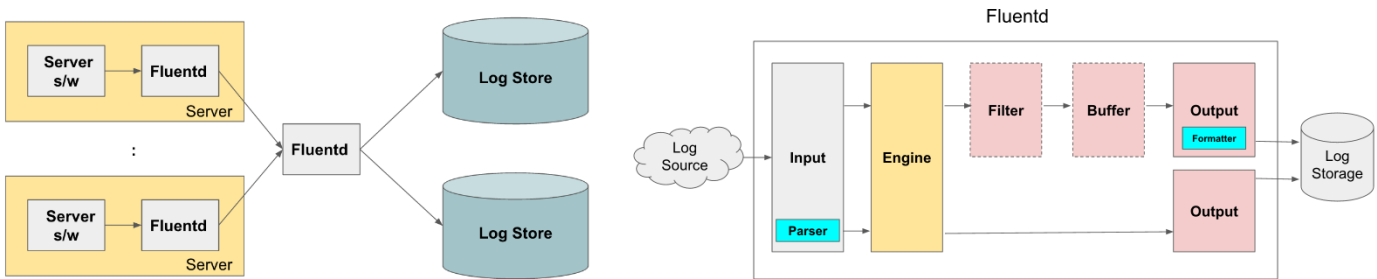 Server
s/w
Fluentd
Server
:
Server
s/w
Fluentd
Server
Fluentd
Log Store
Log Store
Fluentd
Log
Source
Input
Parser
Engine
Filter
Buffer
Output
Formatter
Output
Log
Storage